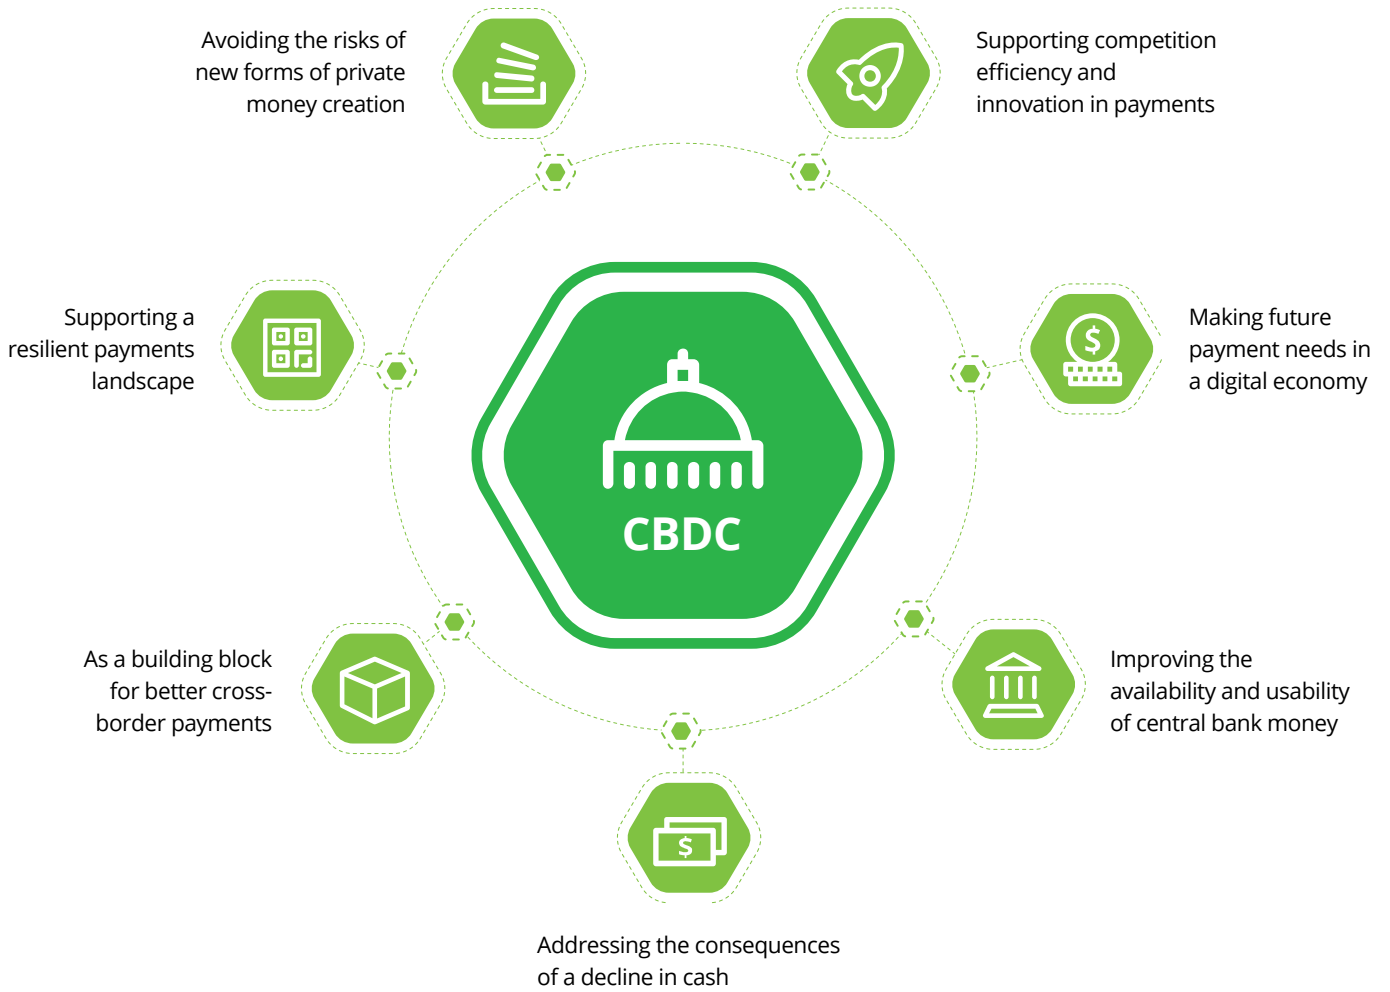 Avoiding the risks of
new forms of private
money creation
Supporting competition
efficiency and
innovation in payments
Supporting a
resilient payments
landscape
$
Making future
payment needs in
a digital economy
CBDC
As a building block
for better cross-
border payments
Improving the
availability and usability
of central bank money
$
Addressing the consequences
of a decline in cash